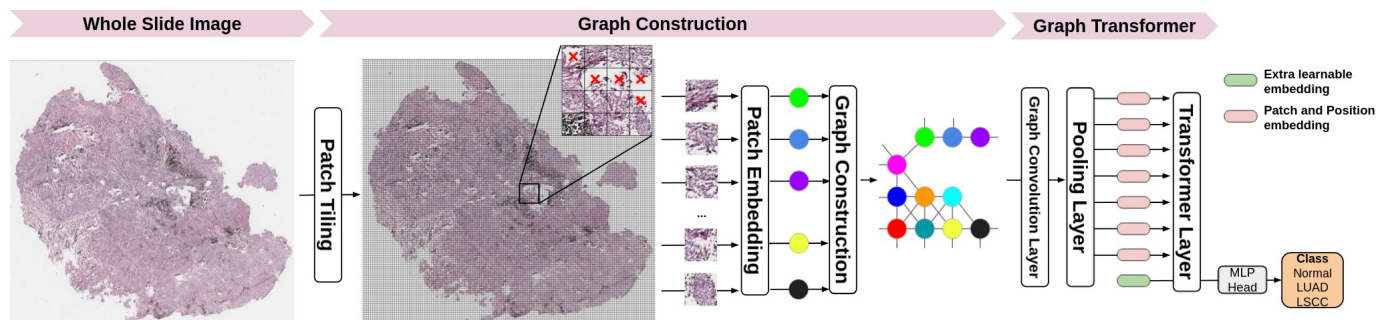 Whole Slide Image
Graph Construction
Graph Transformer
Patch Tiling
...
Patch Embedding
Graph Construction
Graph Convolution Layer
Pooling Layer
Transformer Layer
Extra learnable
embedding
Patch and Position
embedding
MLP
Head
Class
Normal
LUAD
LSCC